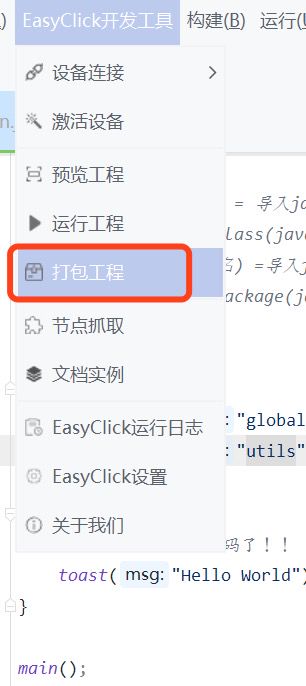 EasyClick开发工具 构建(B) 运行(U
设备连接
激活设备
预览工程
= 导入ja
运行工程
lass(java
打包工程
) =导入j
ackage(ja
节点抓取
文档实例
EasyClick运行日志
: "global
EasyClick设置
: "utils"
关于我们
码了！！
toast( msg: "Hello World")
}
main();